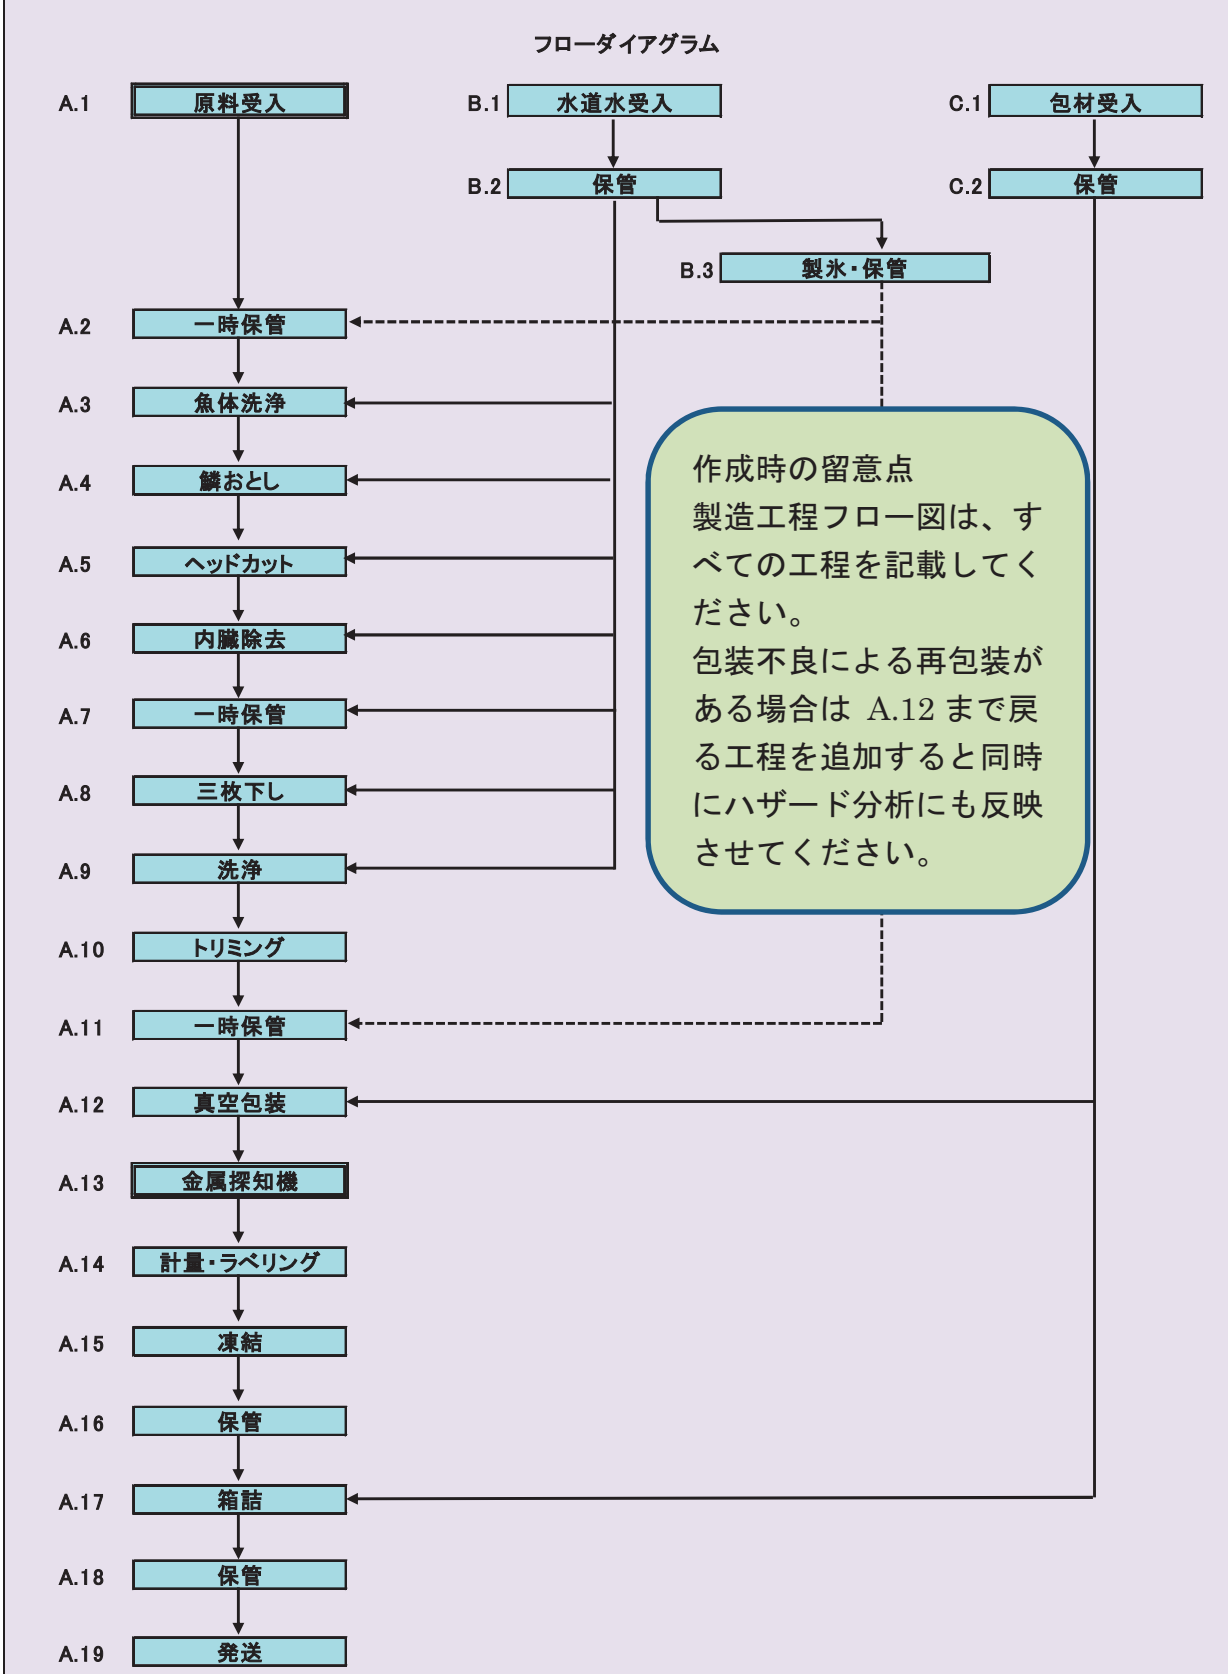 フローダイアグラム
A.1 原料受入 B.1 水道水受入 C.1 包材受入
B.2 保管 C.2 保管
B.3 製氷・保管
A.2 一時保管
A.3 魚体洗浄
A.4 鱗おとし
A.5 ヘッドカット
A.6 内臓除去
A.7 一時保管
A.8 三枚下し
A.9 洗浄
A.10 トリミング
A.11 一時保管
A.12 真空包装
A.13 金属探知機
A.14 計量・ラベリング
A.15 凍結
A.16 保管
A.17 箱詰
A.18 保管
A.19 発送
作成時の留意点
製造工程フロー図は、す
べての工程を記載してく
ださい。
包装不良による再包装が
ある場合は A.12 まで戻
る工程を追加すると同時
にハザード分析にも反映
させてください。